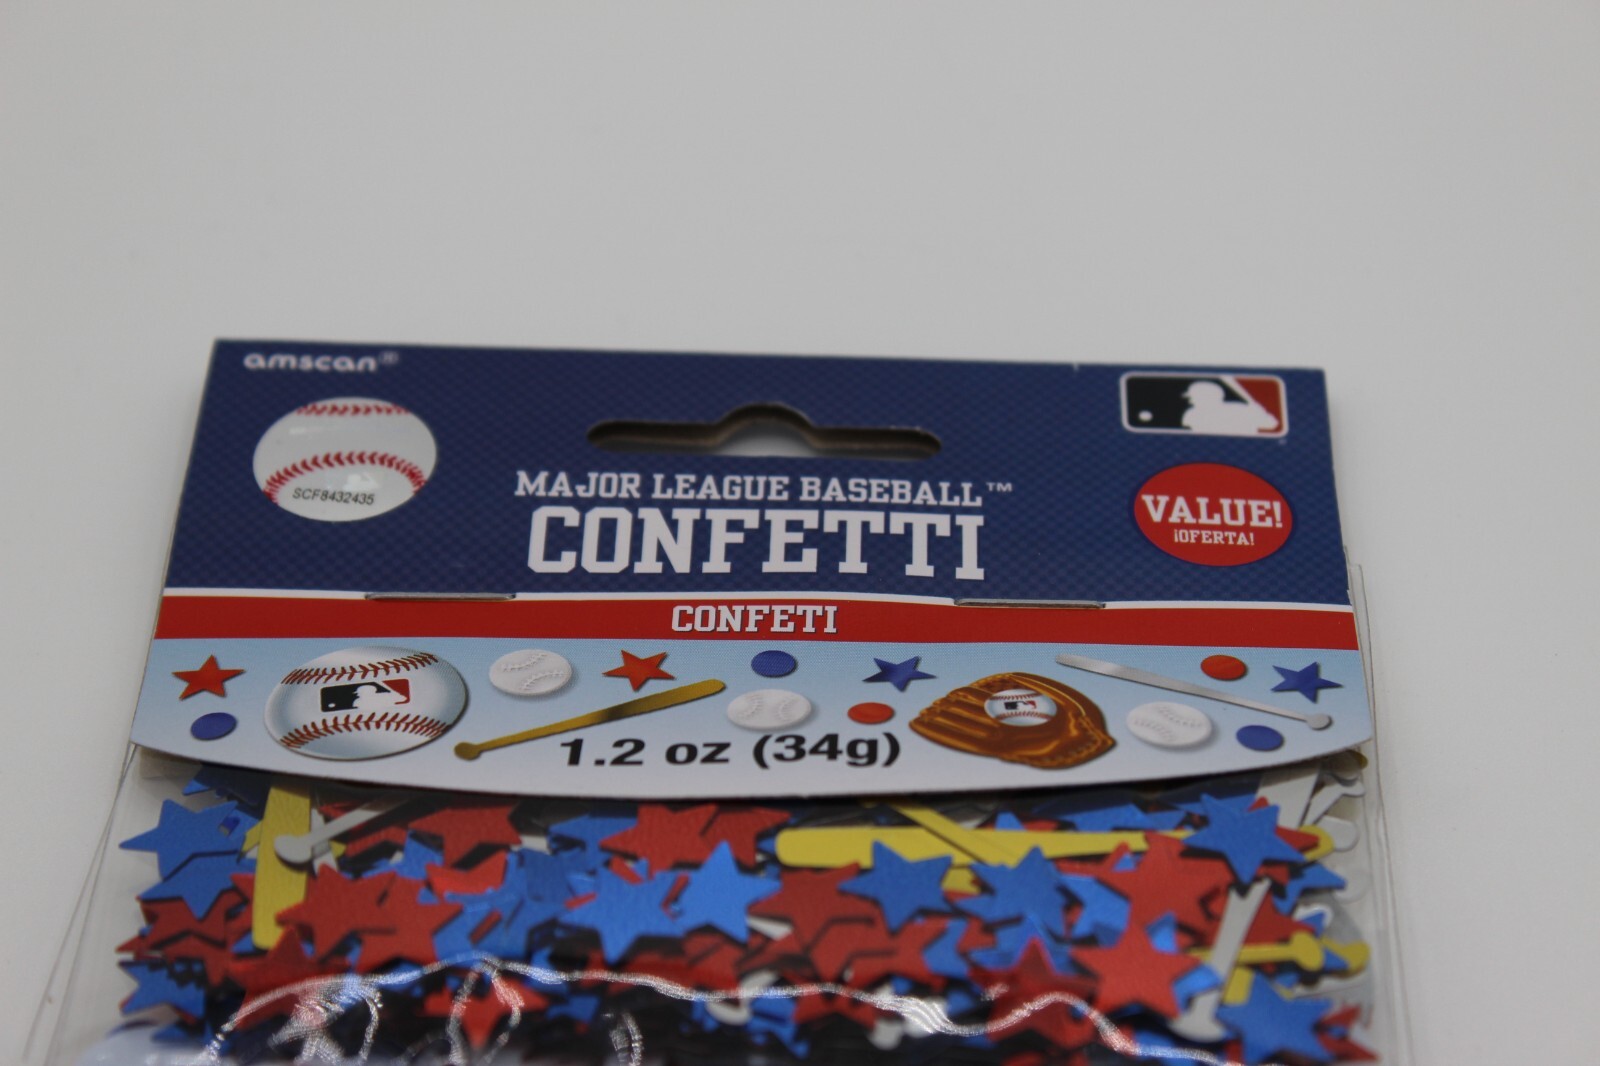 amscan®
SCF8432435
MAJOR LEAGUE BASEBALL™
CONFETTI
VALUE!
¡OFERTA!
CONFETI
1.2 oz (34g)